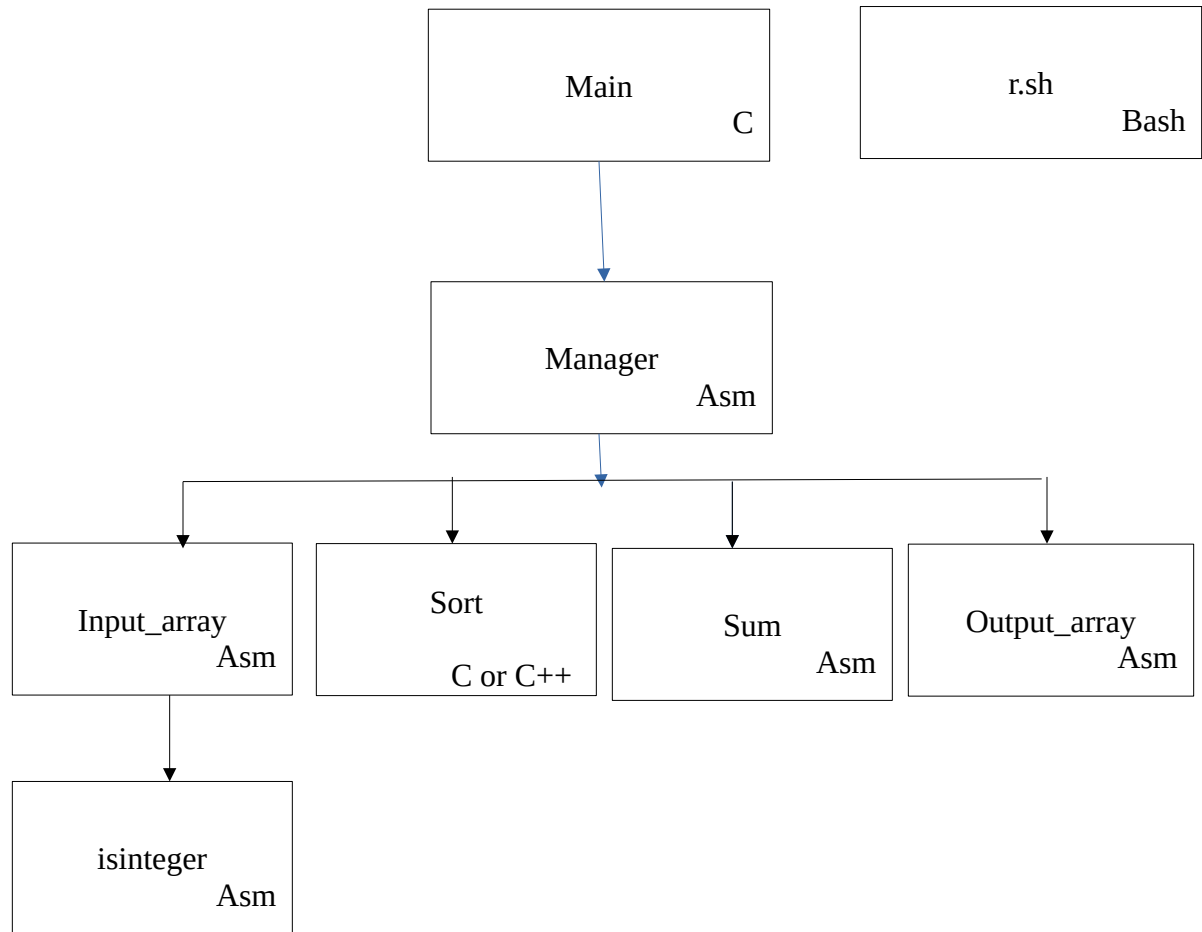 Main
C
r.sh
Bash
Manager
Asm
Input_array
Asm
Sort
C or C++
Sum
Asm
Output_array
Asm
isinteger
Asm